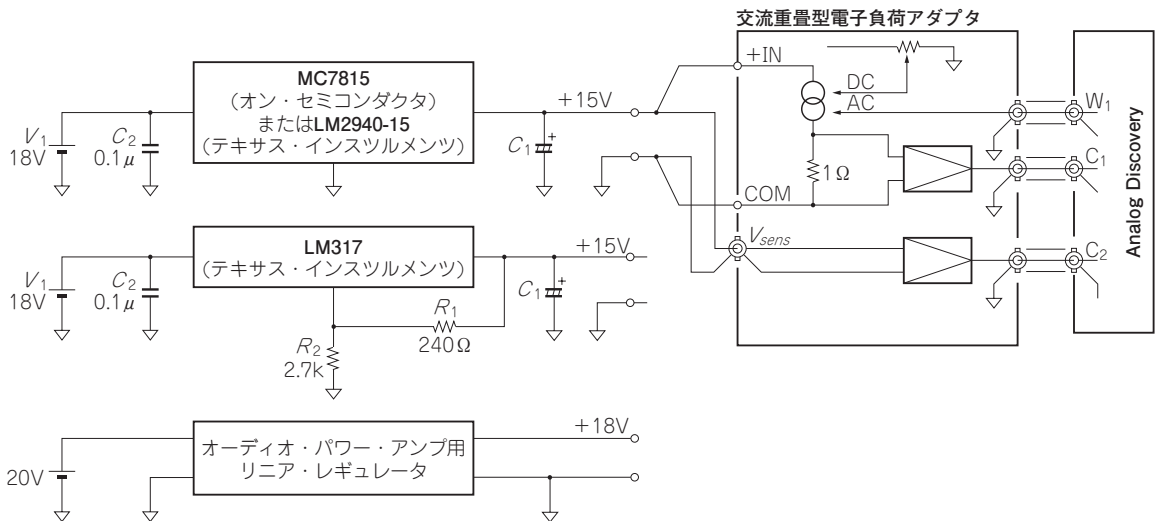 交流重畳型電子負荷アダプタ
MC7815
(オン・セミコンダクタ)
またはLM2940-15
(テキサス・インスツルメンツ)
V1
18V
C2
0.1μ
+15V
C1
+
+IN
DC
AC
1Ω
COM
Vsens
W1
C1
C2
Analog Discovery
LM317
(テキサス・インスツルメンツ)
V1
18V
C2
0.1μ
+15V
C1
+
R1
240Ω
R2
2.7k
オーディオ・パワー・アンプ用
リニア・レギュレータ
20V
+18V